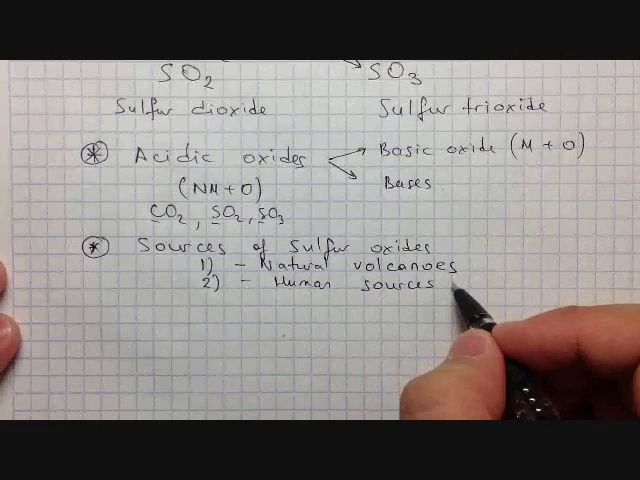 SO2 SO3
Sulfur dioxide Sulfur trioxide
* Acidic oxides Basic oxide (M + O)
(NM + O) Bases
CO2, SO2, SO3
* Sources of Sulfur oxides
1) - Natural volcanoes
2) - Human sources